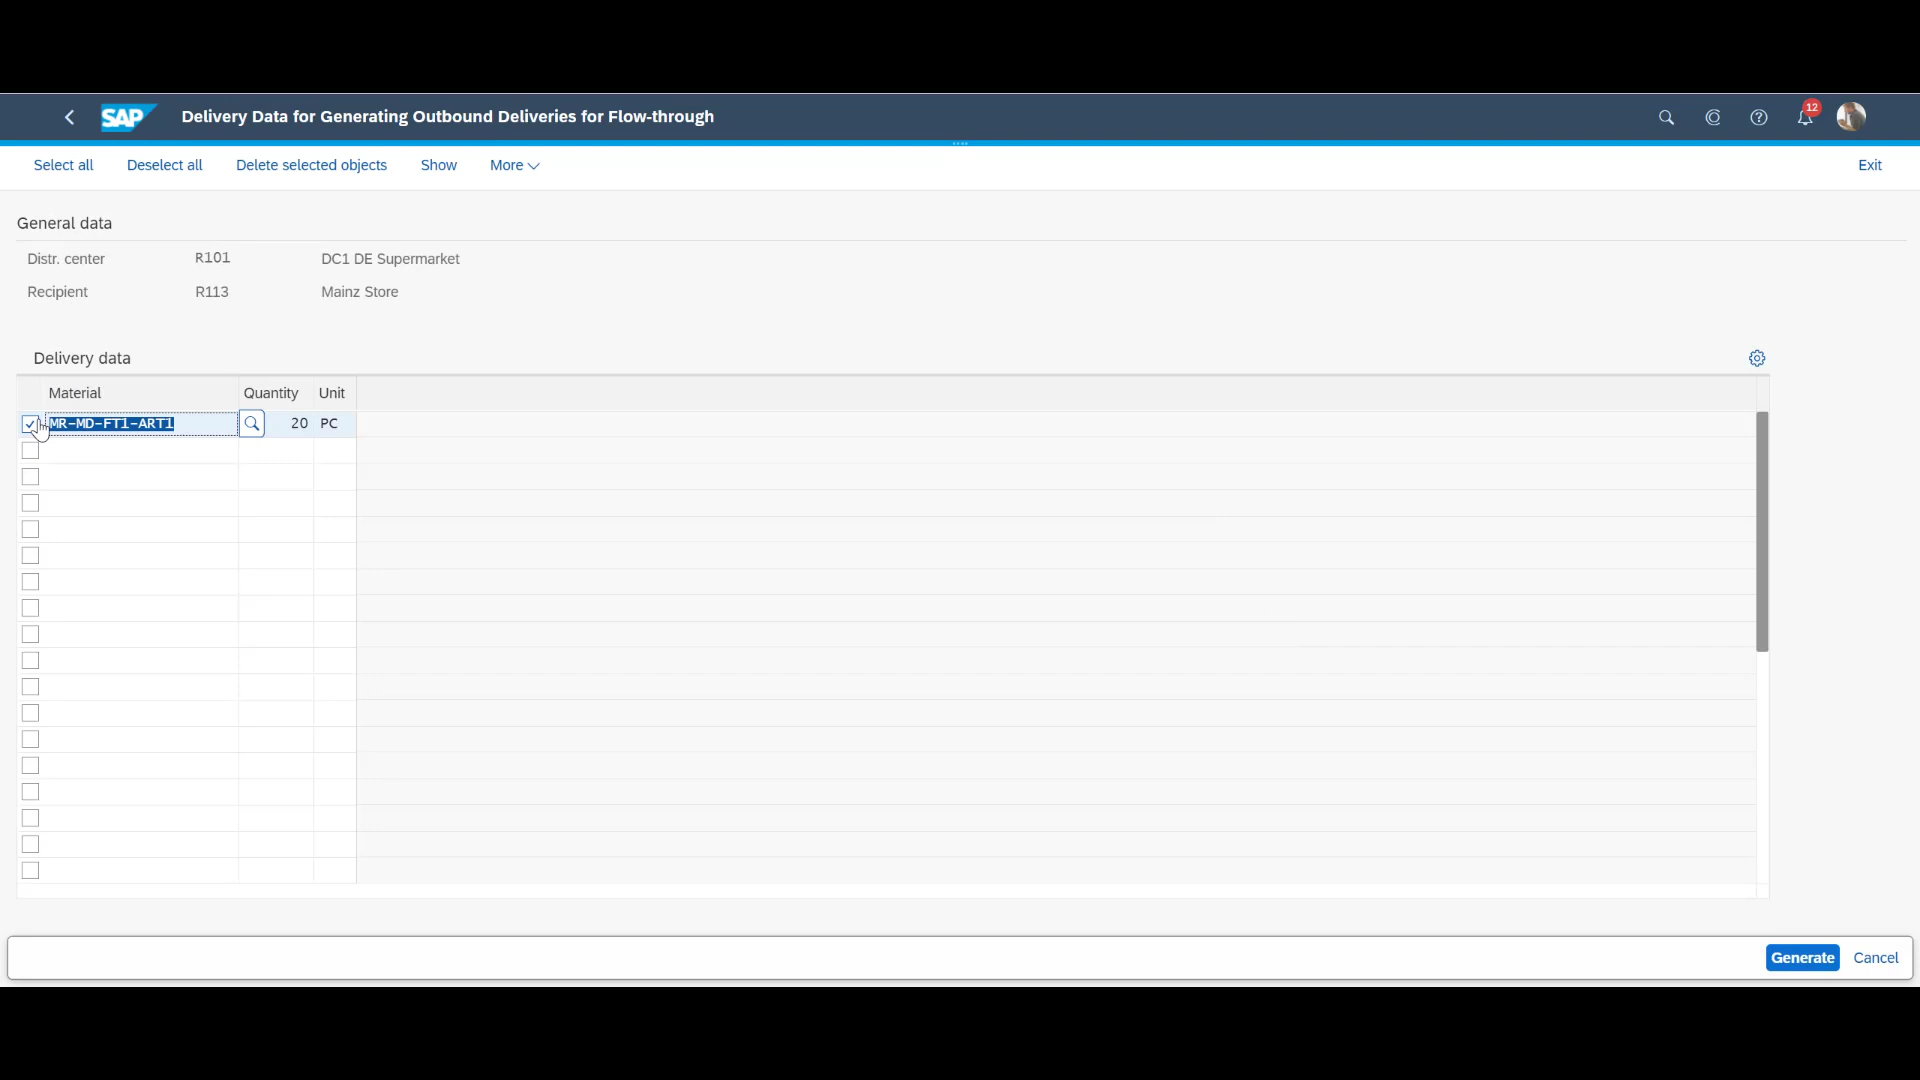 SAP Delivery Data for Generating Outbound Deliveries for Flow-through 12
Select all Deselect all Delete selected objects Show More Exit
General data
Distr. center R101 DC1 DE Supermarket
Recipient R113 Mainz Store
Delivery data
Material Quantity Unit
MR-MD-FT1-ART1 20 PC
Generate Cancel